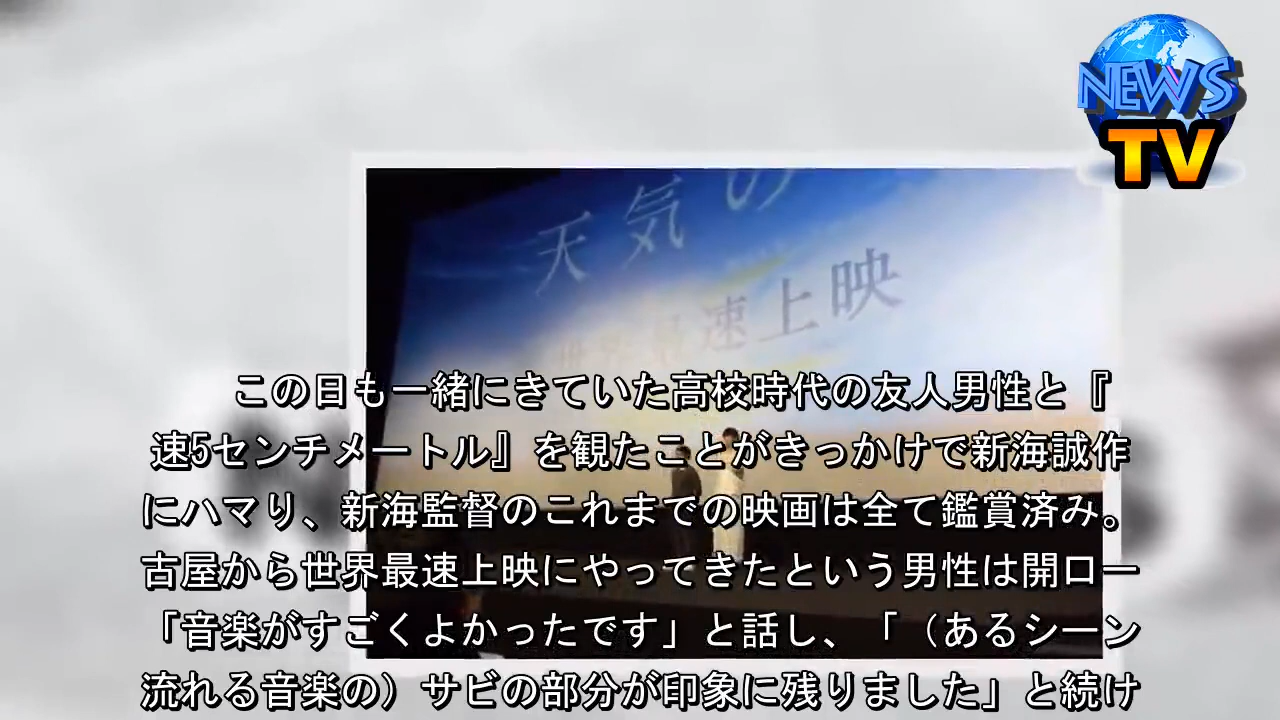 NEWS
TV
天気の
世界最速上映
この日も一緒にきていた高校時代の友人男性と『
速5センチメートル』を観たことがきっかけで新海誠作
にハマり、新海監督のこれまでの映画は全て鑑賞済み。
古屋から世界最速上映にやってきたという男性は開口一
「音楽がすごくよかったです」と話し、「（あるシーン
流れる音楽の）サビの部分が印象に残りました」と続け